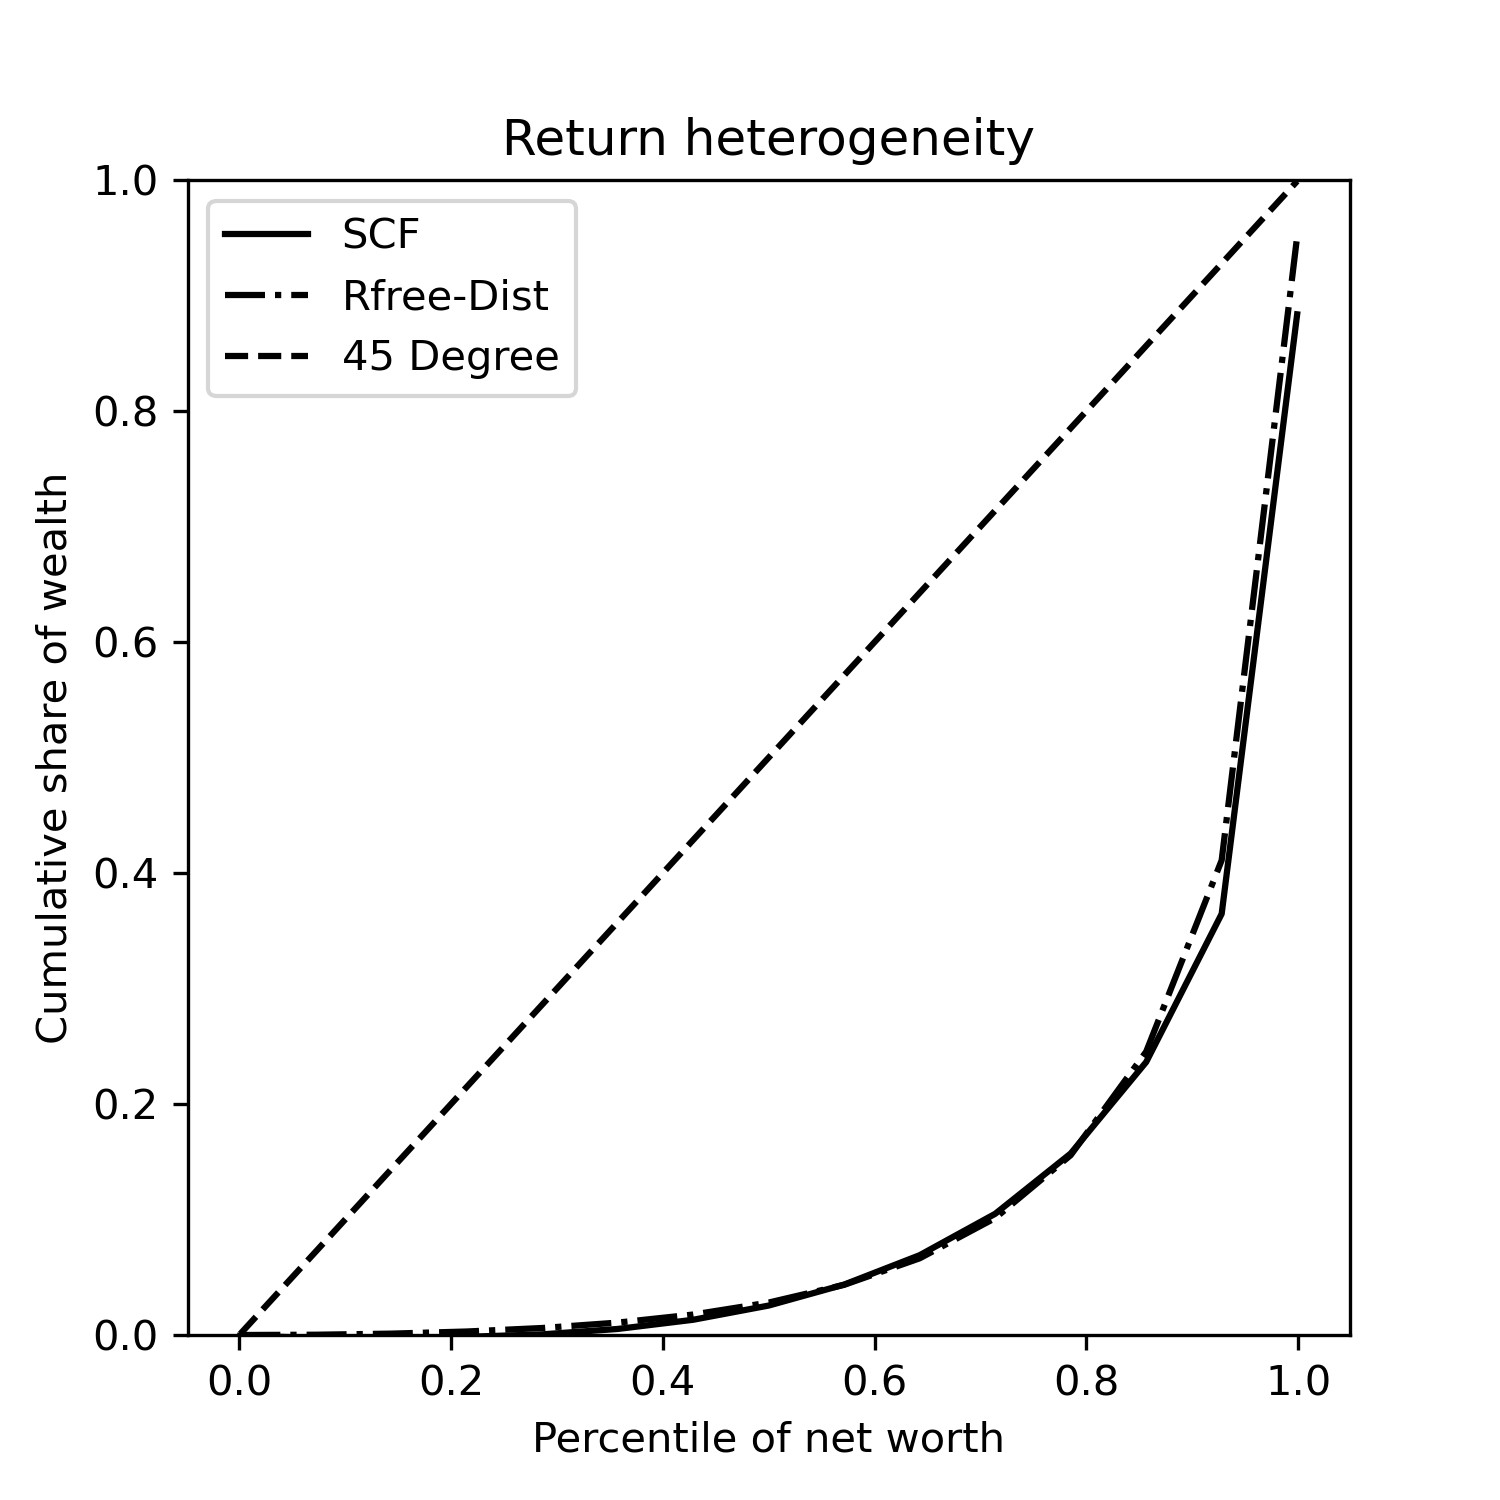 Return heterogeneity
1.0
0.8
0.6
0.4
0.2
0.0
Cumulative share of wealth
SCF
Rfree-Dist
45 Degree
0.0 0.2 0.4 0.6 0.8 1.0
Percentile of net worth